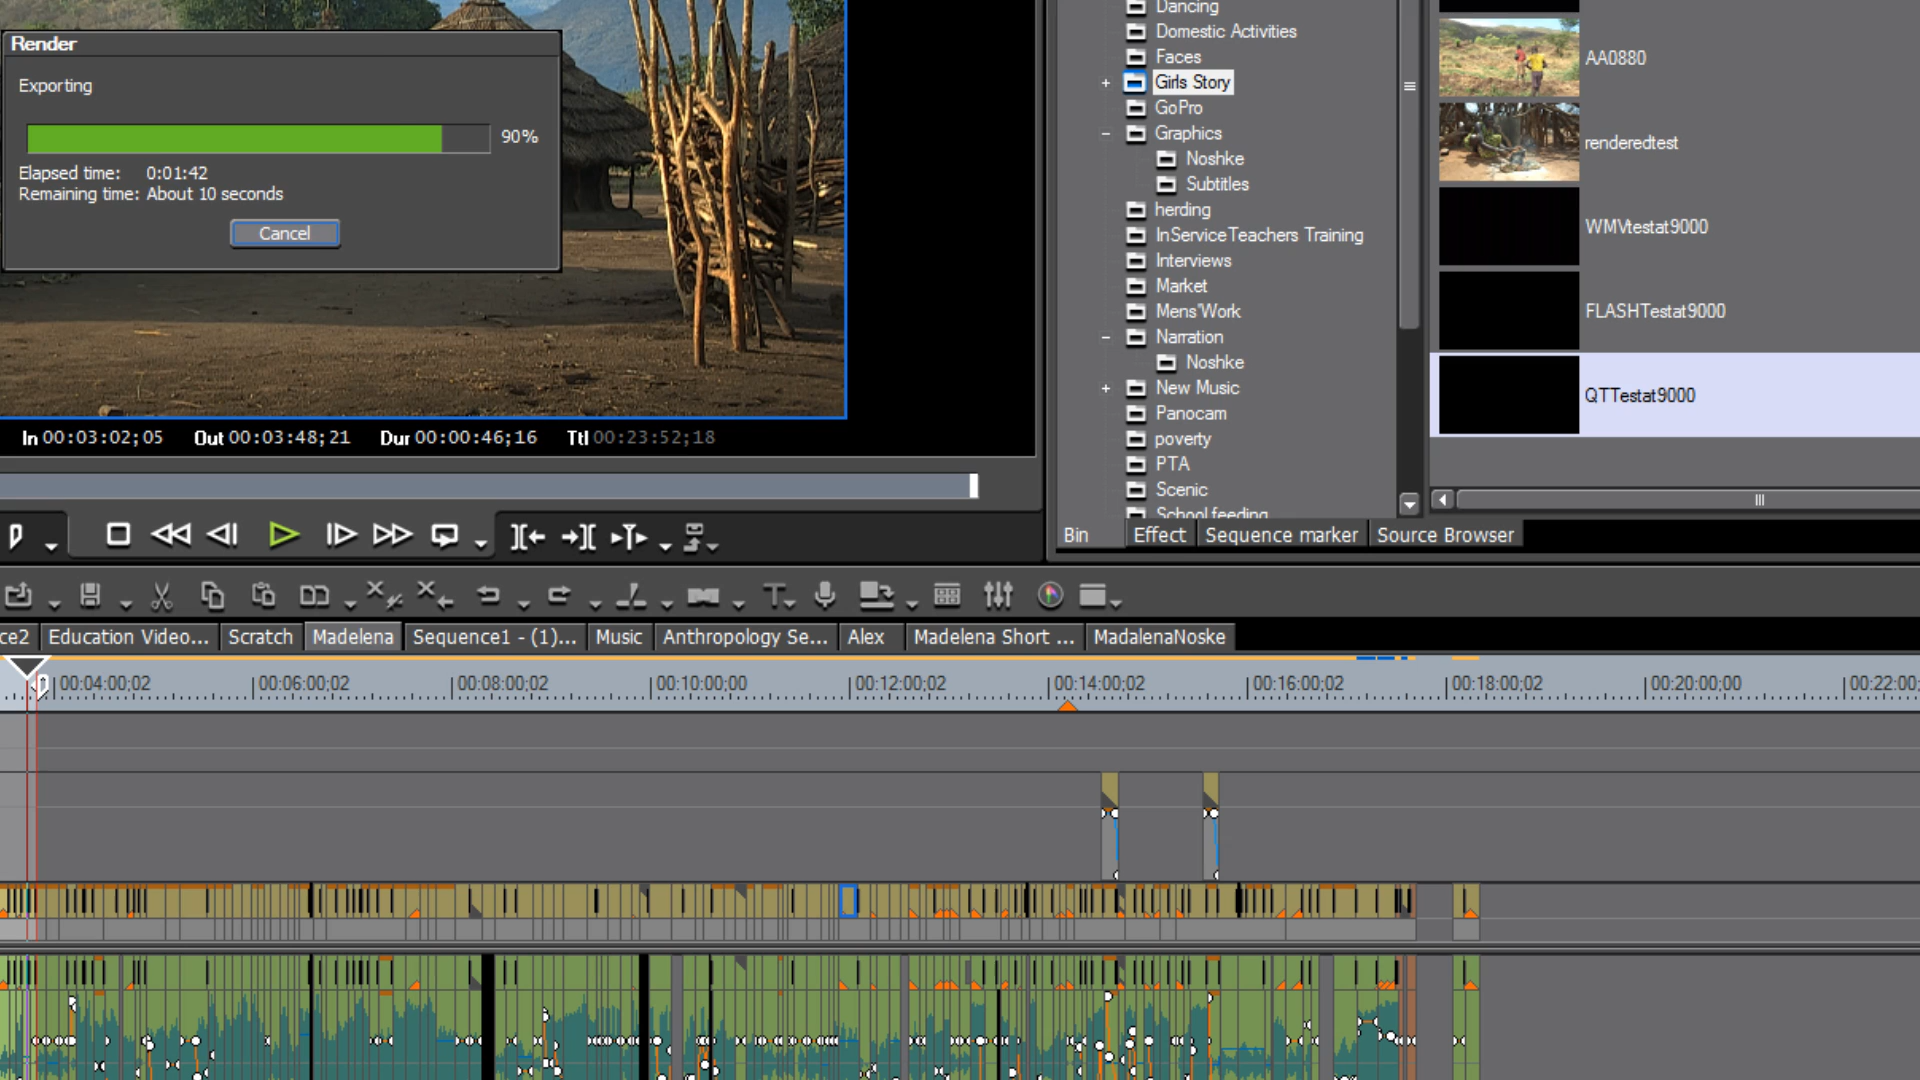 Render
Exporting
90%
Elapsed time: 0:01:42
Remaining time: About 10 seconds
Cancel
In 00:03:02;05 Out 00:03:48;21 Dur 00:00:46;16 Ttl 00:23:52;18
Dancing
Domestic Activities
Faces
+ Girls Story
GoPro
- Graphics
Noshke
Subtitles
herding
InServiceTeachers Training
Interviews
Market
Mens'Work
- Narration
Noshke
+ New Music
Panocam
poverty
PTA
Scenic
School feeding
AA0880
renderedtest
WMVtestat9000
FLASHTestat9000
QTTestat9000
Bin Effect Sequence marker Source Browser
ce2 Education Video... Scratch Madelena Sequence1 - (1)... Music Anthropology Se... Alex Madelena Short ... MadalenaNoske
00:04:00;02 00:06:00;02 00:08:00;02 00:10:00;00 00:12:00;02 00:14:00;02 00:16:00;02 00:18:00;02 00:20:00;00 00:22:00;